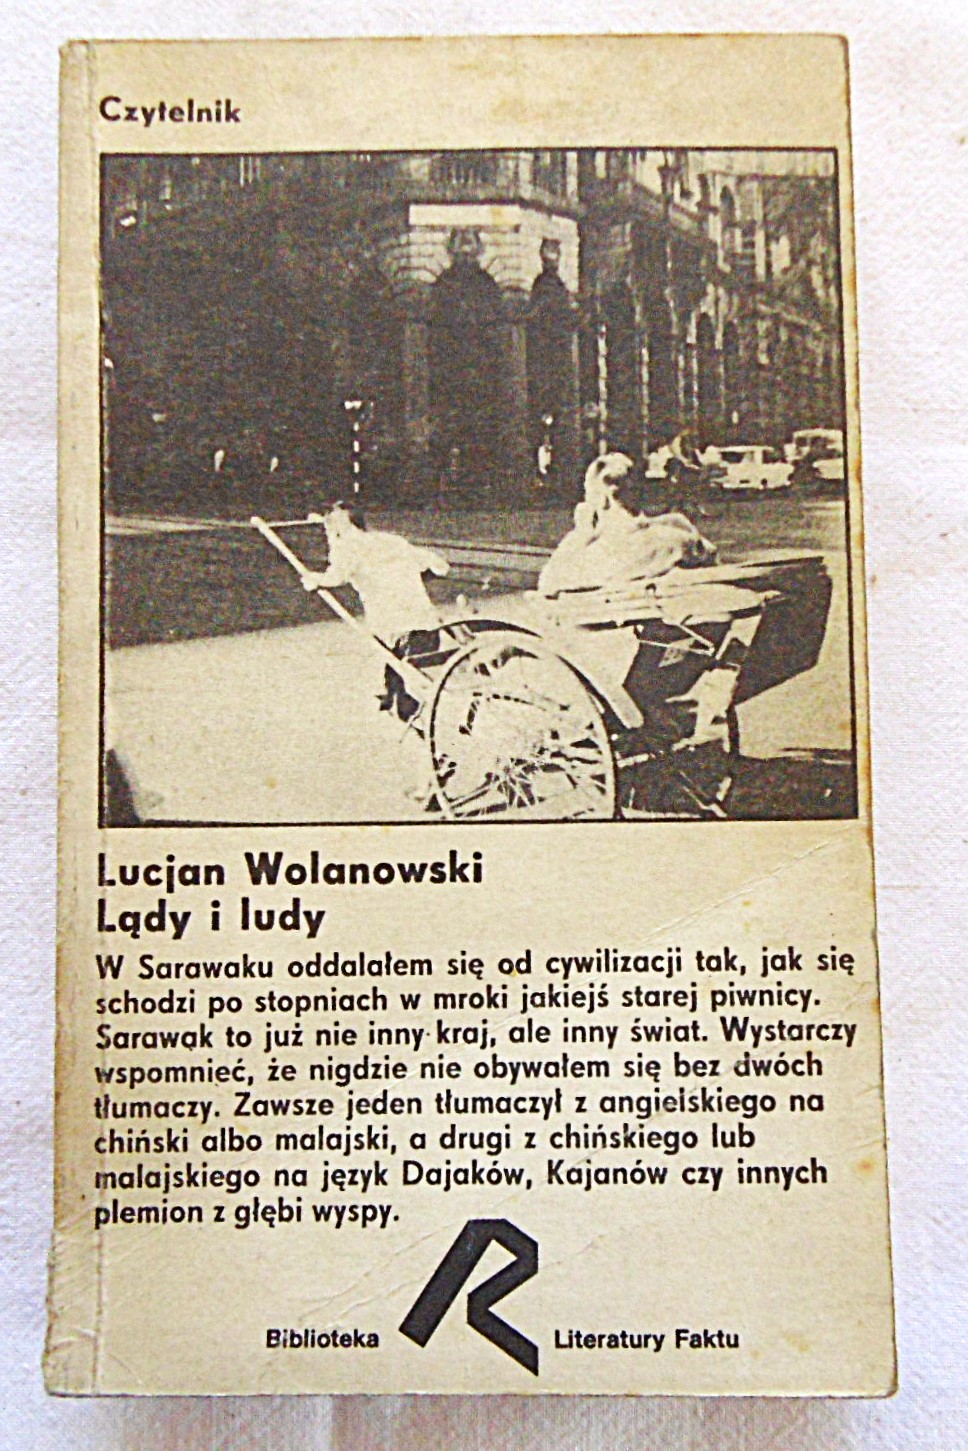 Czytelnik
Lucjan Wolanowski
Lądy i ludy
W Sarawaku oddalałem się od cywilizacji tak, jak się
schodzi po stopniach w mroki jakiejś starej piwnicy.
Sarawak to już nie inny kraj, ale inny świat. Wystarczy
wspomnieć, że nigdzie nie obywałem się bez dwóch
tłumaczy. Zawsze jeden tłumaczył z angielskiego na
chiński albo malajski, a drugi z chińskiego lub
malajskiego na język Dajaków, Kajanów czy innych
plemion z głębi wyspy.
R
Biblioteka Literatury Faktu